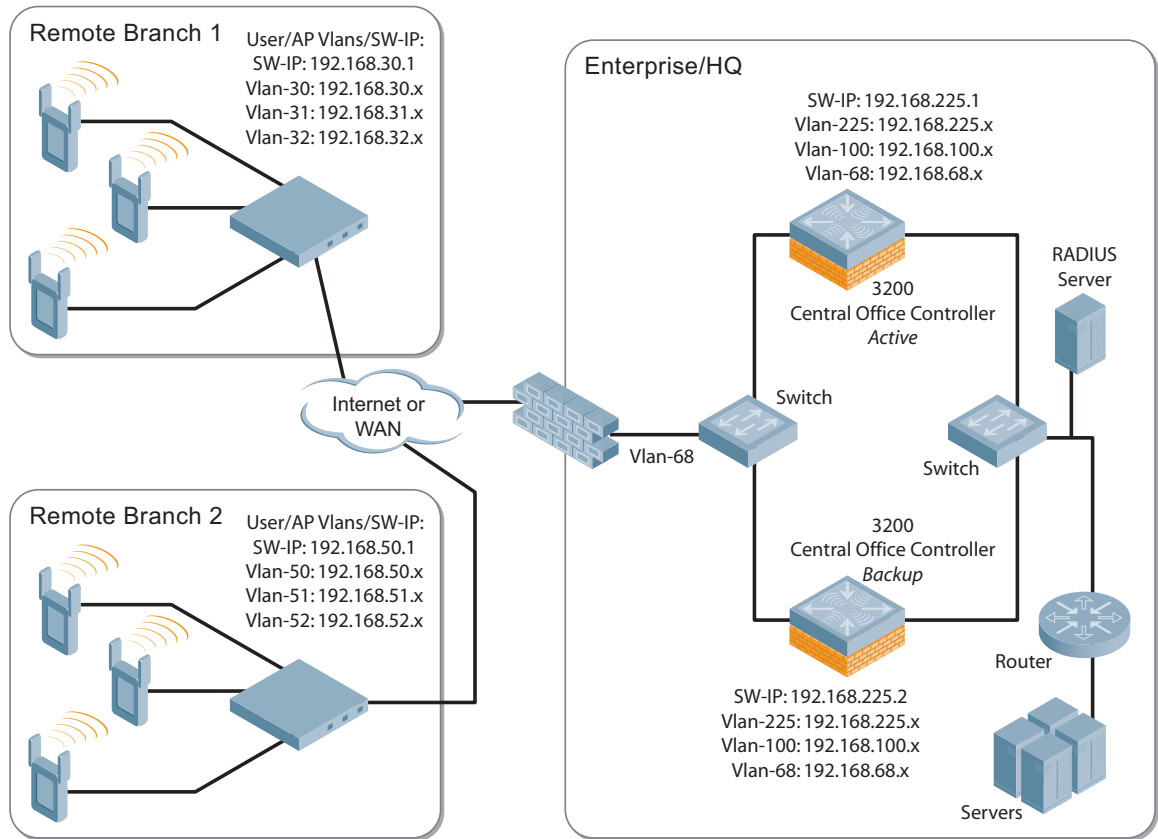 Remote Branch 1
User/AP Vlans/SW-IP:
SW-IP: 192.168.30.1
Vlan-30: 192.168.30.x
Vlan-31: 192.168.31.x
Vlan-32: 192.168.32.x
Enterprise/HQ
SW-IP: 192.168.225.1
Vlan-225: 192.168.225.x
Vlan-100: 192.168.100.x
Vlan-68: 192.168.68.x
RADIUS
Server
3200
Central Office Controller
Active
Internet or
WAN
Switch
Vlan-68
Switch
Remote Branch 2
User/AP Vlans/SW-IP:
SW-IP: 192.168.50.1
Vlan-50: 192.168.50.x
Vlan-51: 192.168.51.x
Vlan-52: 192.168.52.x
3200
Central Office Controller
Backup
Router
SW-IP: 192.168.225.2
Vlan-225: 192.168.225.x
Vlan-100: 192.168.100.x
Vlan-68: 192.168.68.x
Servers